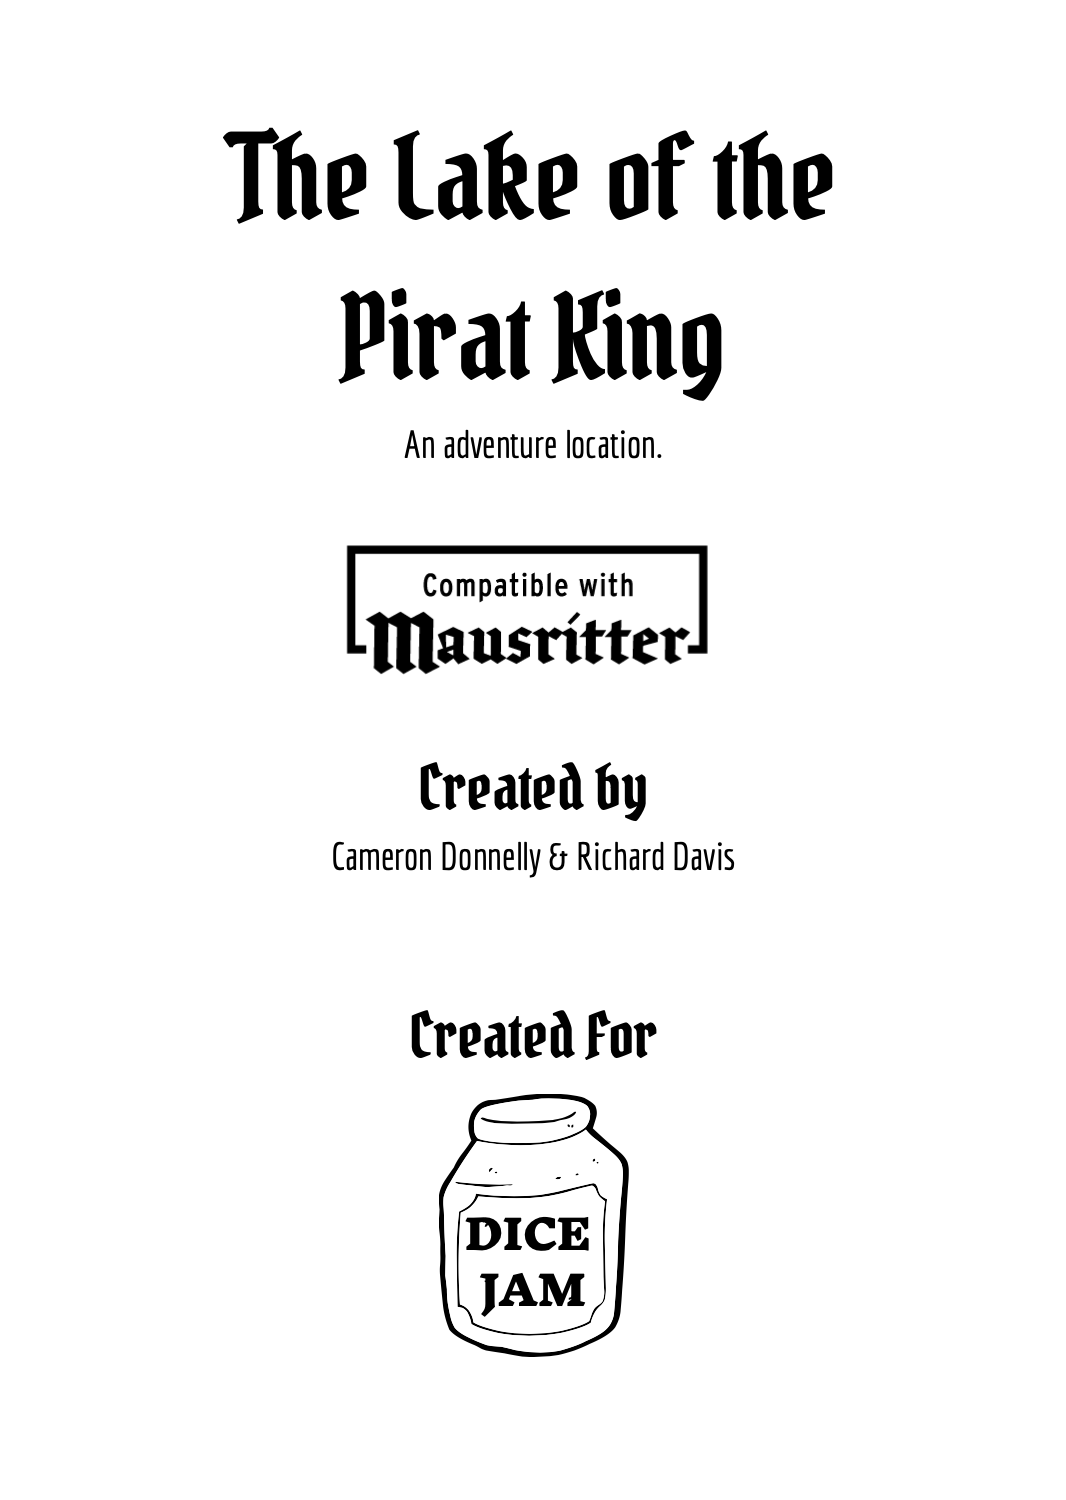 The Lake of the
Pirat King
An adventure location.
Compatible with
Mausritter
Created by
Cameron Donnelly & Richard Davis
Created For
DICE
JAM